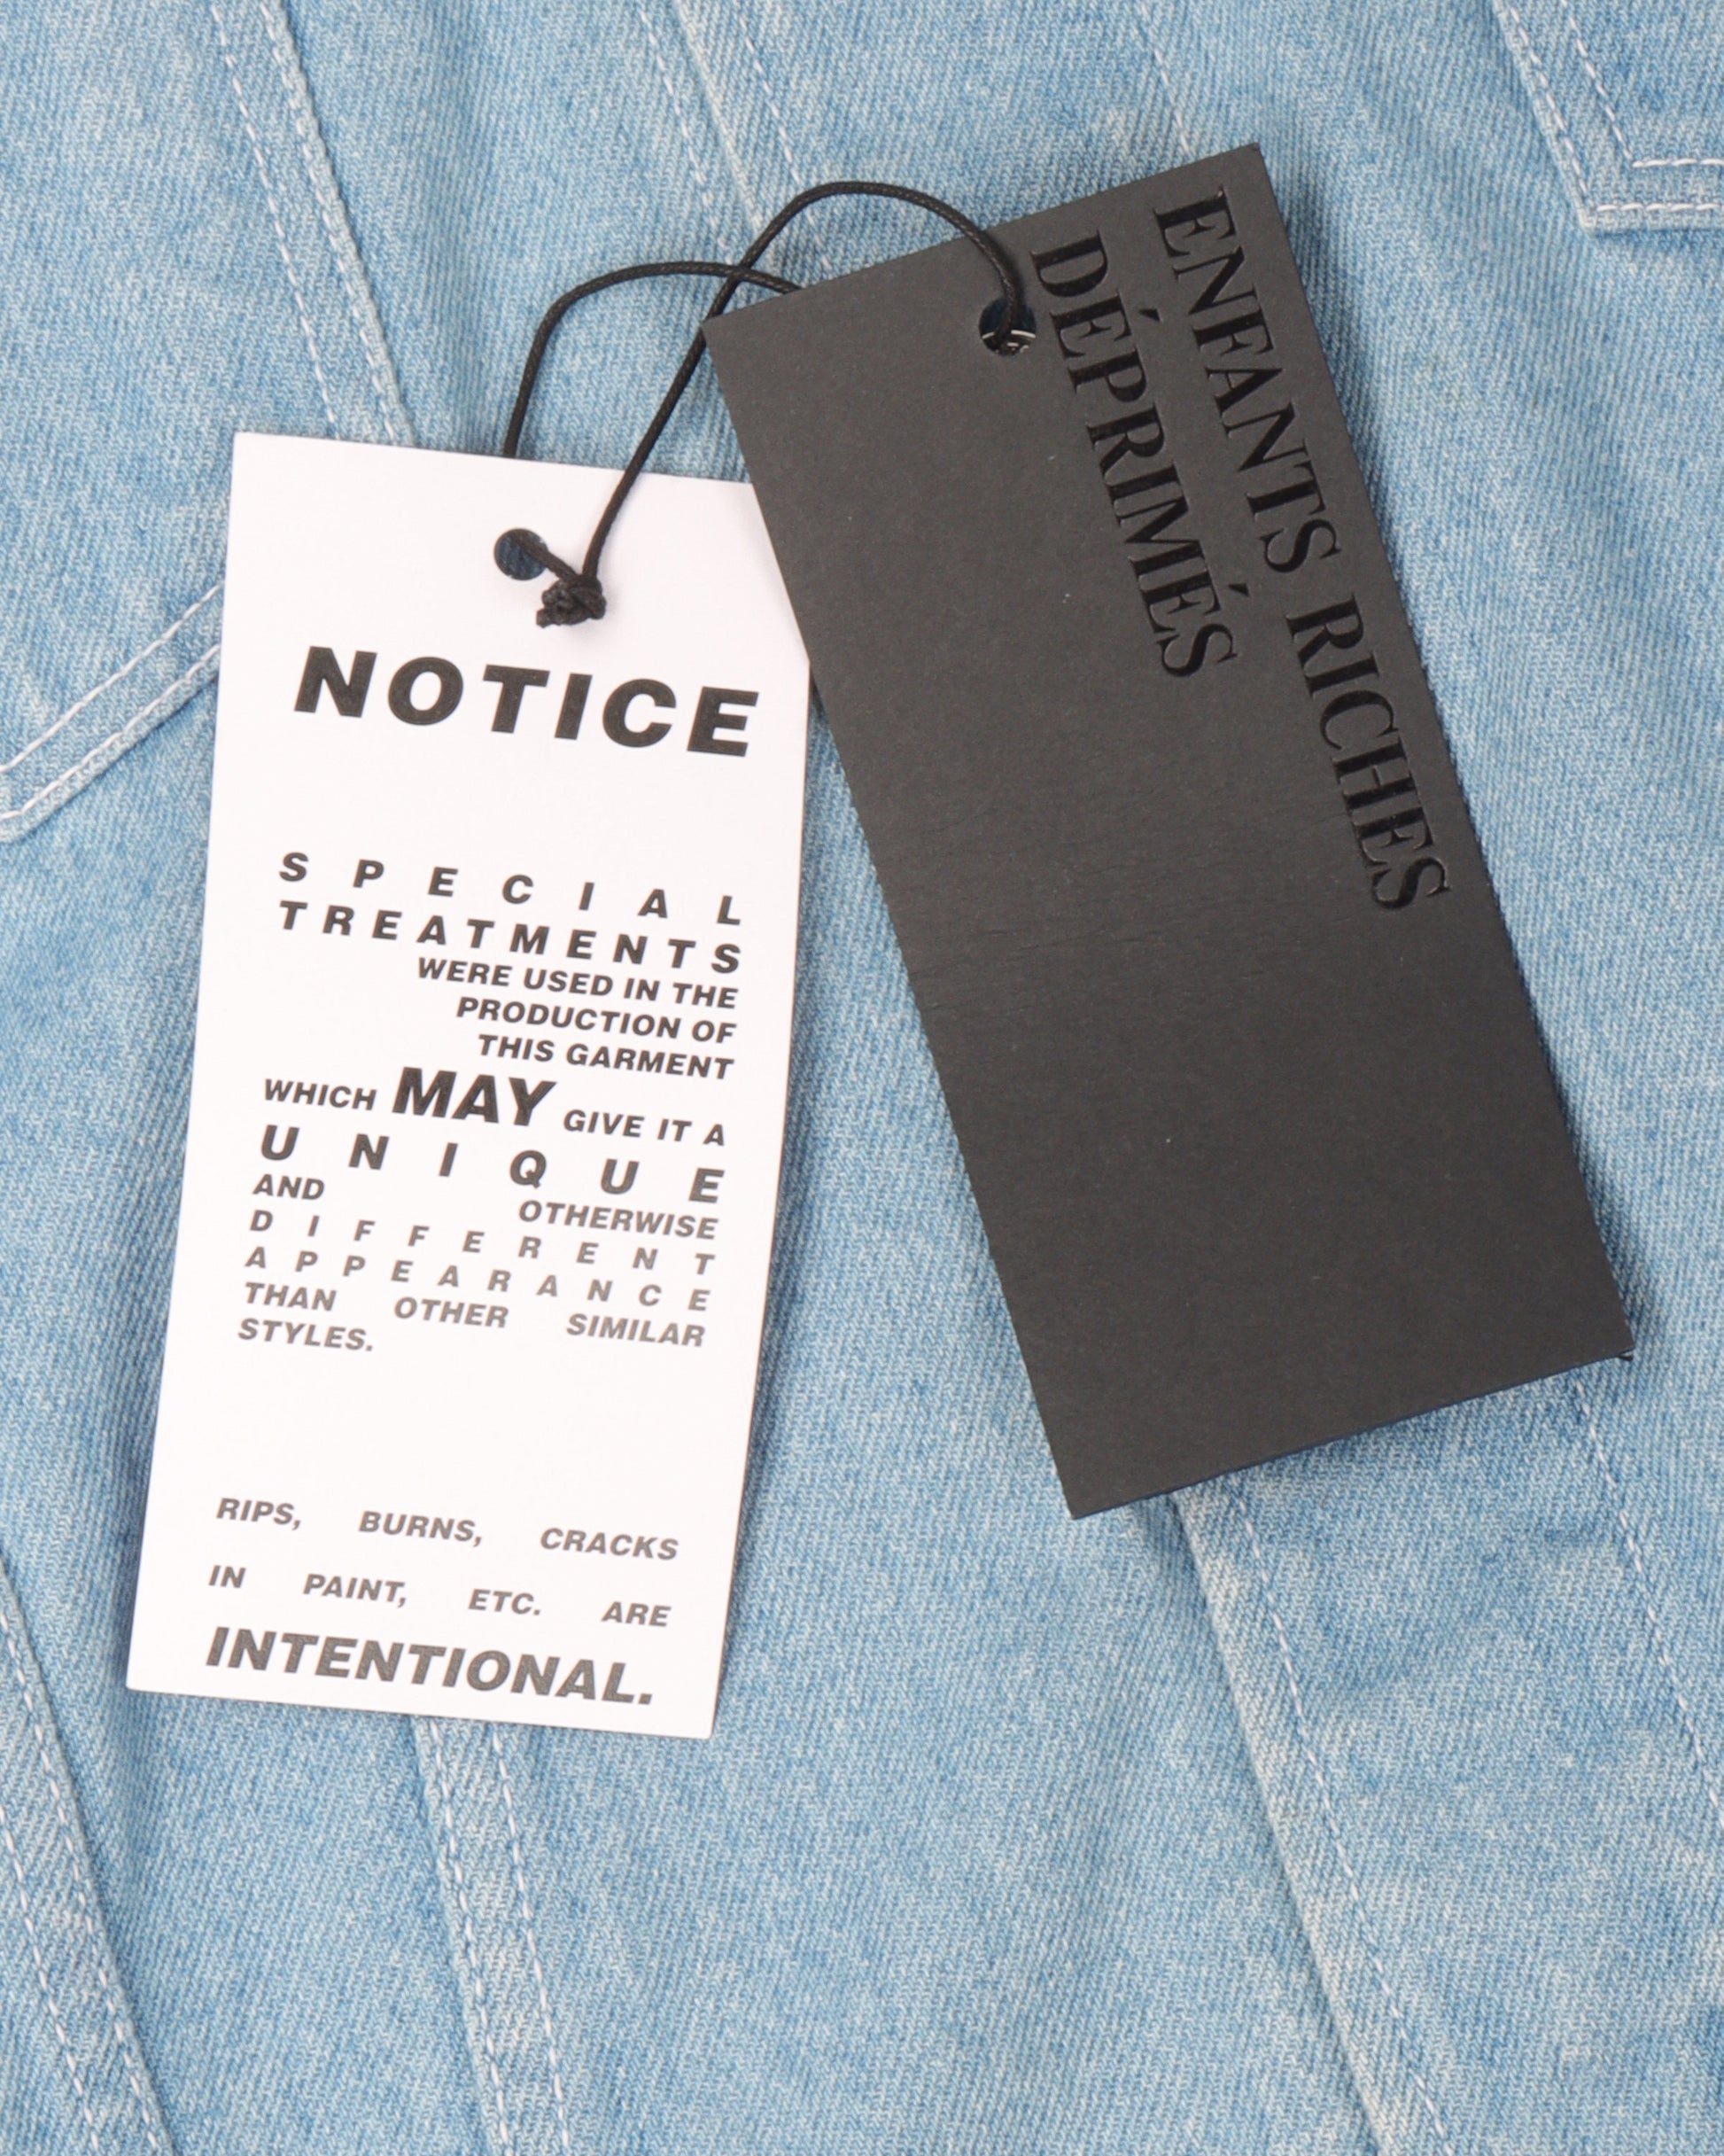 NOTICE
SPECIAL
TREATMENTS
WERE USED IN THE
PRODUCTION OF
THIS GARMENT
WHICH MAY GIVE IT A
UNIQUE
AND OTHERWISE
DIFFERENT
APPEARANCE
THAN OTHER SIMILAR
STYLES.
RIPS, BURNS, CRACKS
IN PAINT, ETC. ARE
INTENTIONAL.
ENFANTS RICHES
DÉPRIMÉS